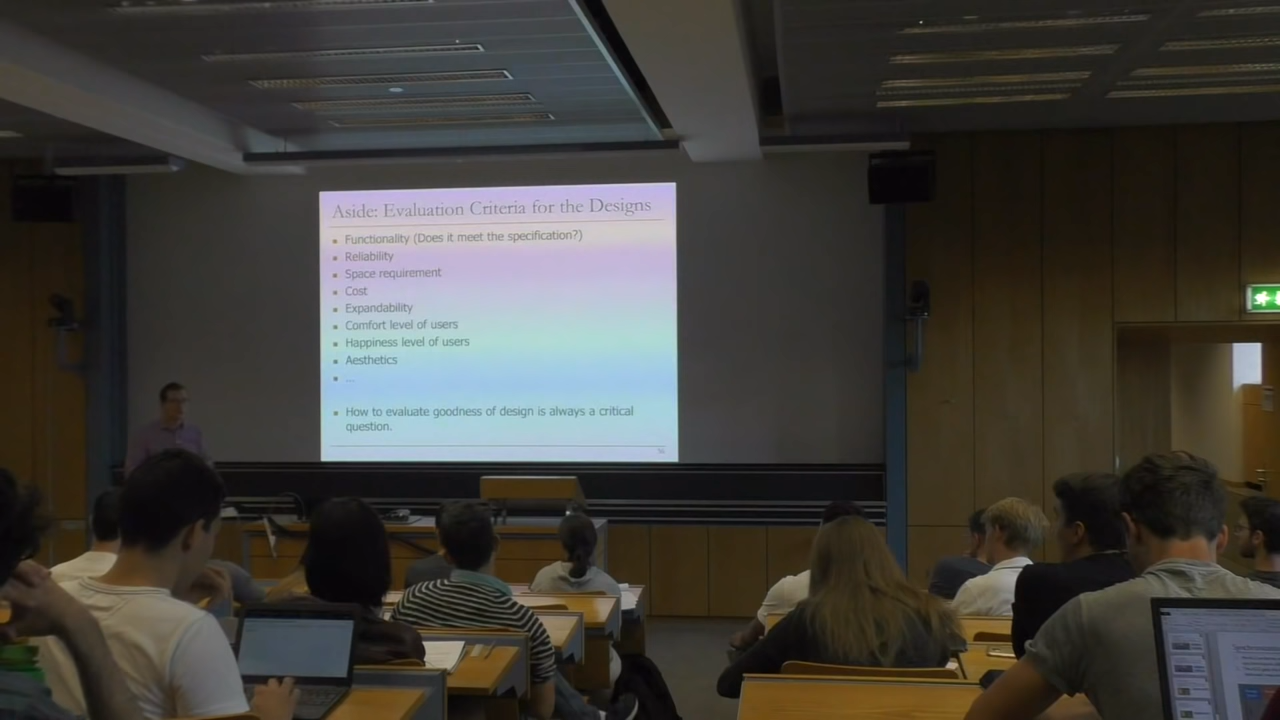 Aside: Evaluation Criteria for the Designs
Functionality (Does it meet the specification?)
Reliability
Space requirement
Cost
Expandability
Comfort level of users
Happiness level of users
Aesthetics
...
How to evaluate goodness of design is always a critical
question.